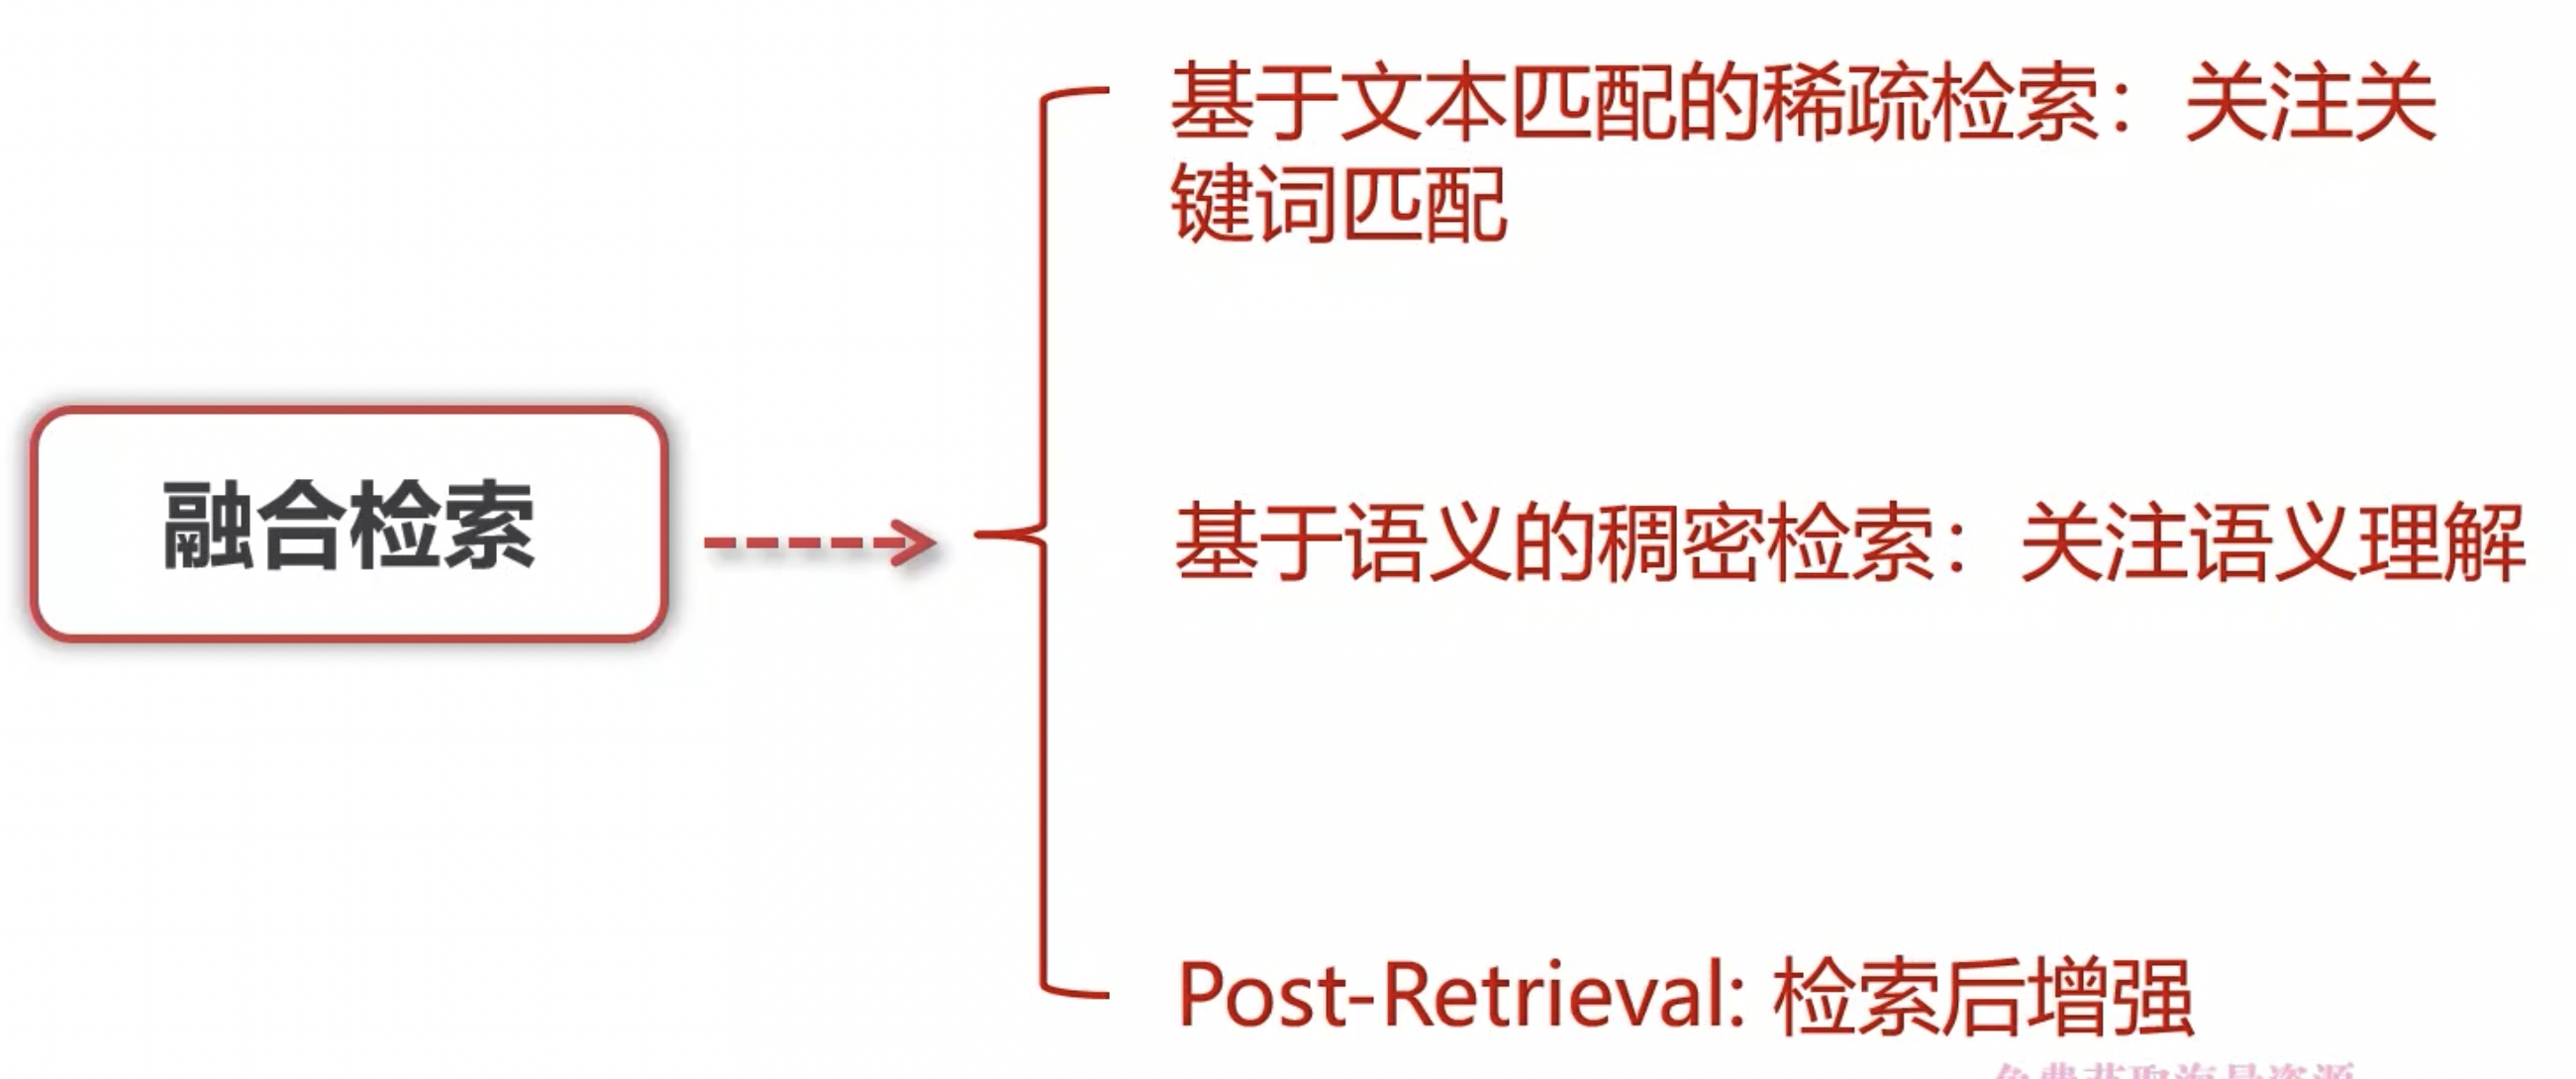 基于文本匹配的稀疏检索：关注关
键词匹配
融合检索
基于语义的稠密检索：关注语义理解
Post-Retrieval: 检索后增强